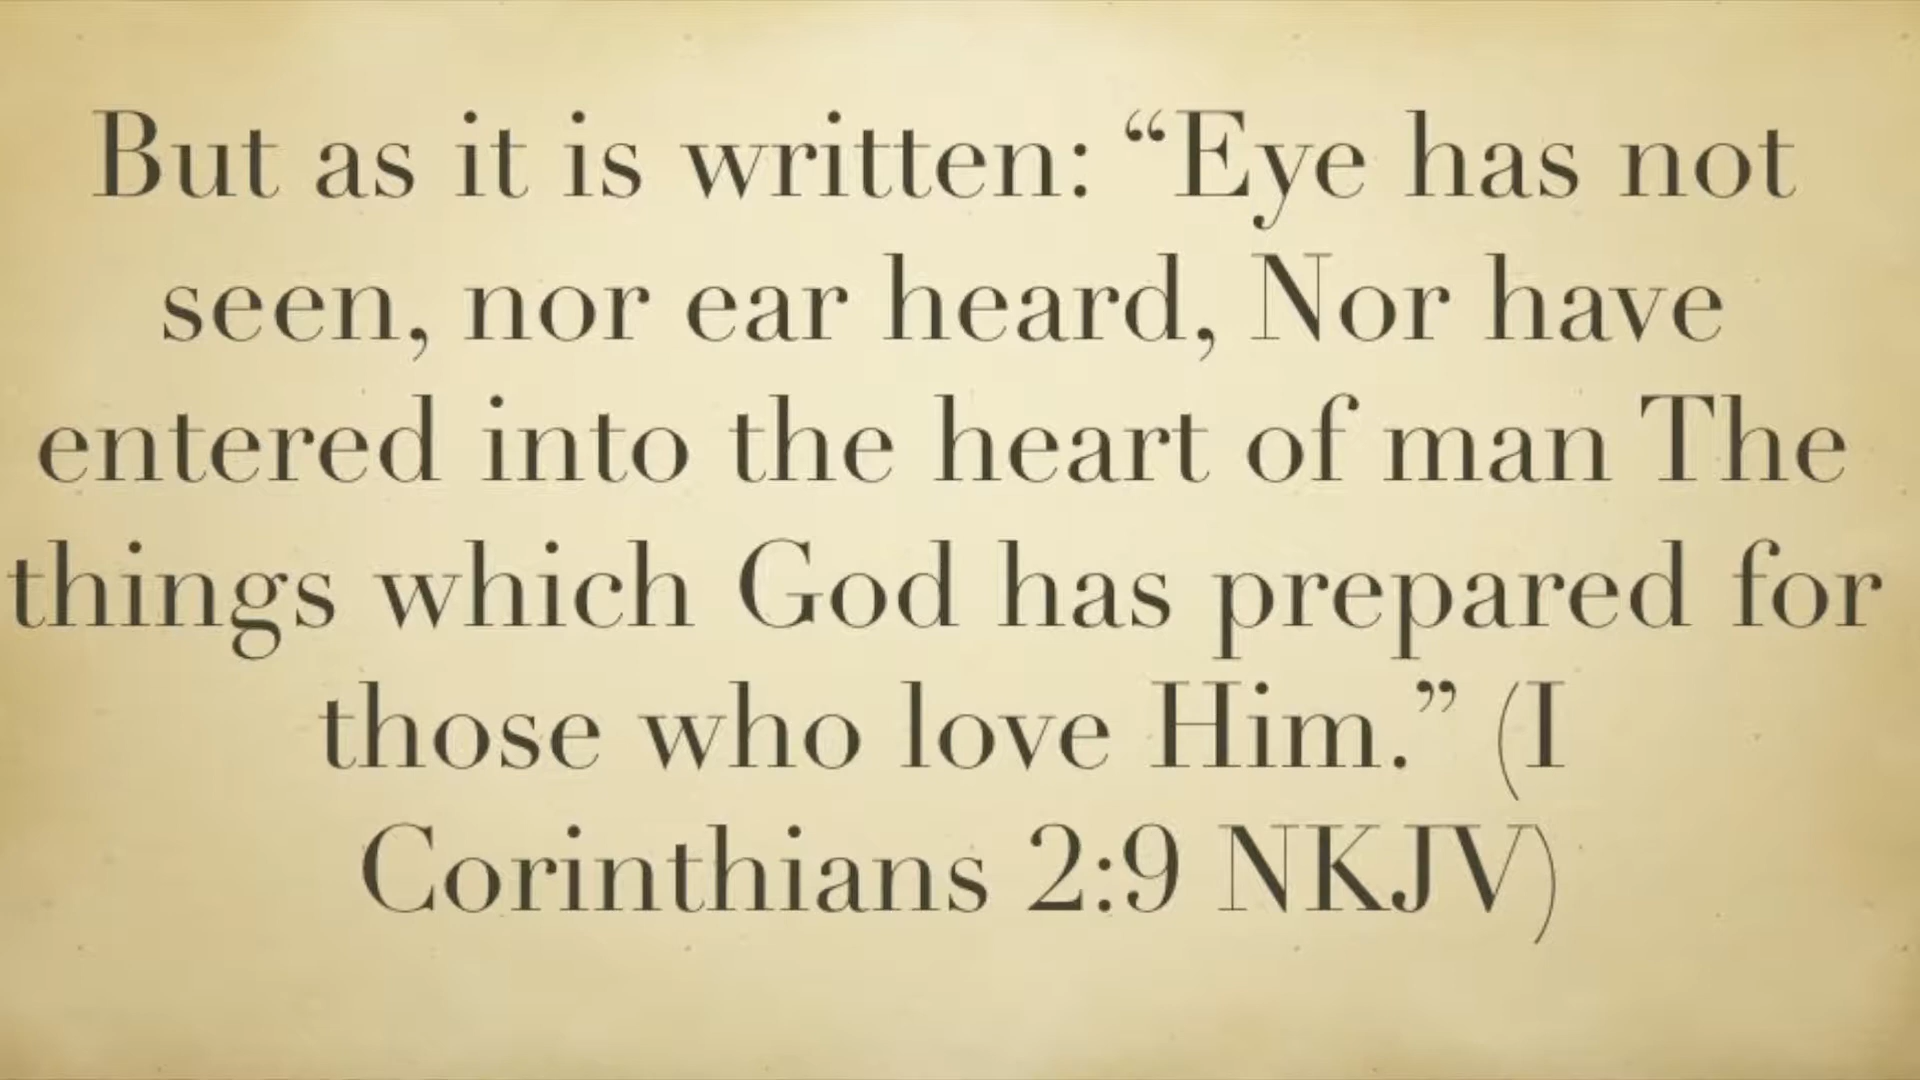 But as it is written: “Eye has not
seen, nor ear heard, Nor have
entered into the heart of man The
things which God has prepared for
those who love Him.” (I
Corinthians 2:9 NKJV)